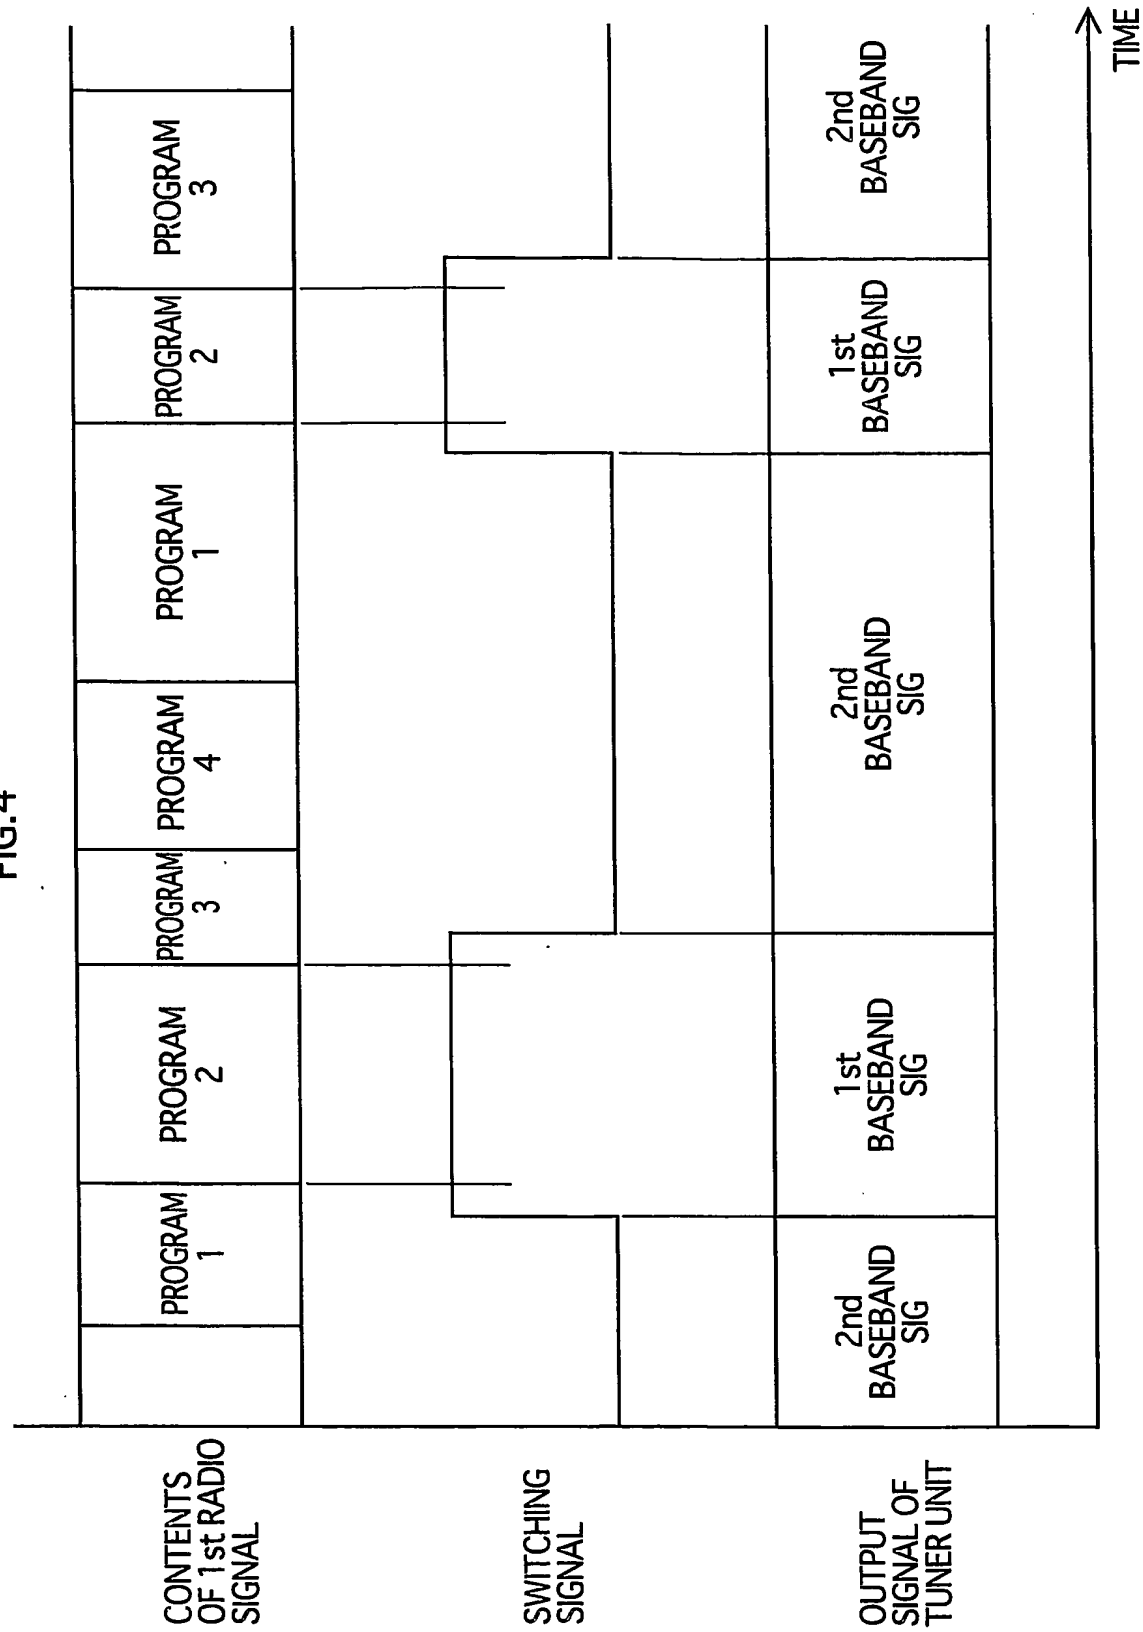 FIG.4
CONTENTS
OF 1st RADIO
SIGNAL
PROGRAM
1
PROGRAM
2
PROGRAM
3
PROGRAM
4
PROGRAM
1
PROGRAM
2
PROGRAM
3
SWITCHING
SIGNAL
OUTPUT
SIGNAL OF
TUNER UNIT
2nd
BASEBAND
SIG
1st
BASEBAND
SIG
2nd
BASEBAND
SIG
1st
BASEBAND
SIG
2nd
BASEBAND
SIG
TIME